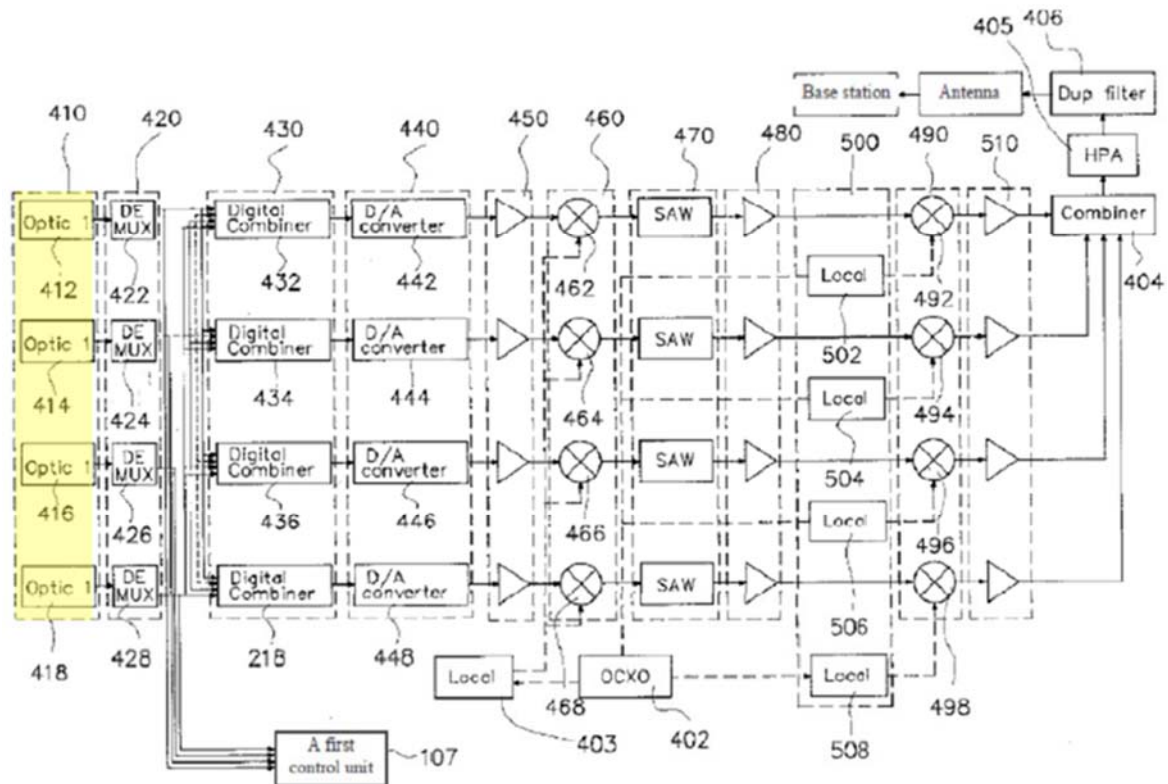 406
405
Base station
Antenna
Dup filter
410
420
430
440
450
460
470
480
500
490
510
HPA
Optic 1
DE
MUX
Digital
Combiner
D/A
converter
SAW
Combiner
412
422
432
442
462
Local
492
404
Optic 1
DE
MUX
Digital
Combiner
D/A
converter
SAW
502
414
424
434
444
464
Local
494
504
Optic 1
DE
MUX
Digital
Combiner
D/A
converter
SAW
416
426
436
446
466
Local
496
506
Optic 1
DE
MUX
Digital
Combiner
D/A
converter
SAW
418
428
218
448
468
Local
OCXO
Local
498
403
402
508
A first
control unit
107